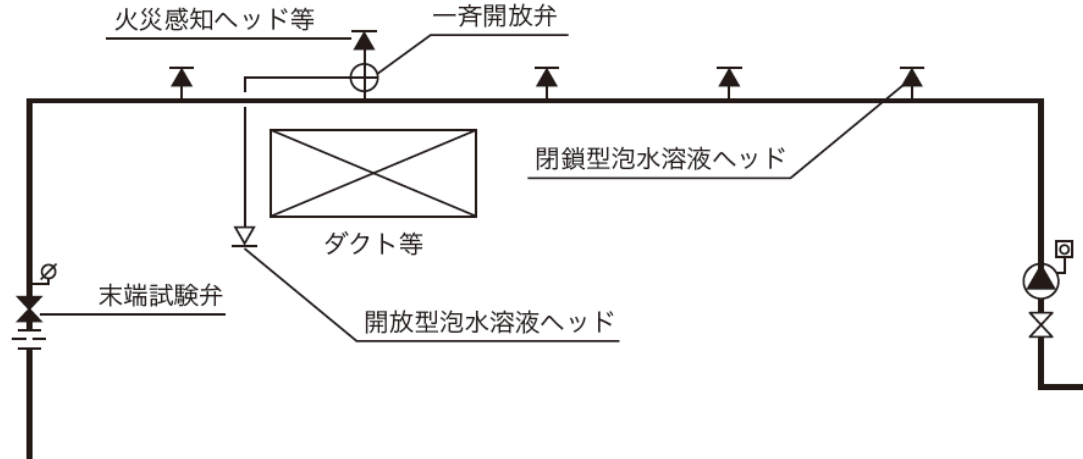 火災感知ヘッド等
一斉開放弁
閉鎖型泡水溶液ヘッド
ダクト等
末端試験弁
開放型泡水溶液ヘッド